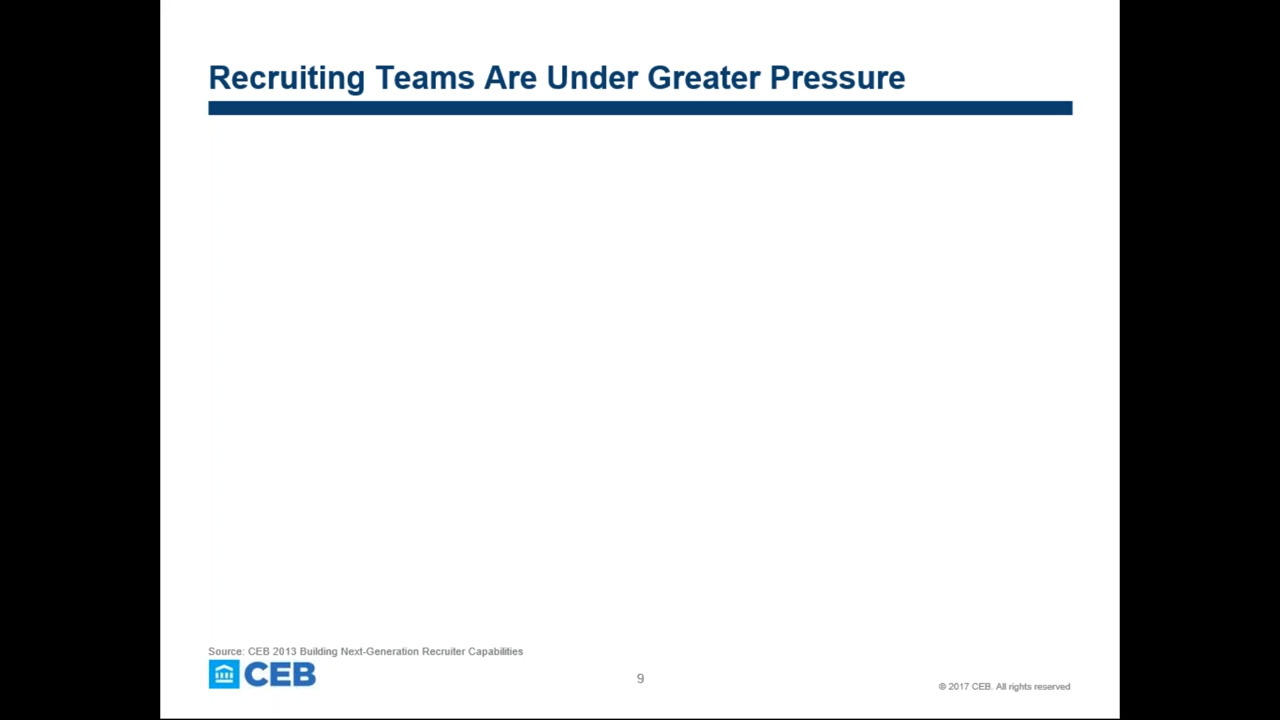 Recruiting Teams Are Under Greater Pressure
Source: CEB 2013 Building Next-Generation Recruiter Capabilities
CEB
9
© 2017 CEB. All rights reserved